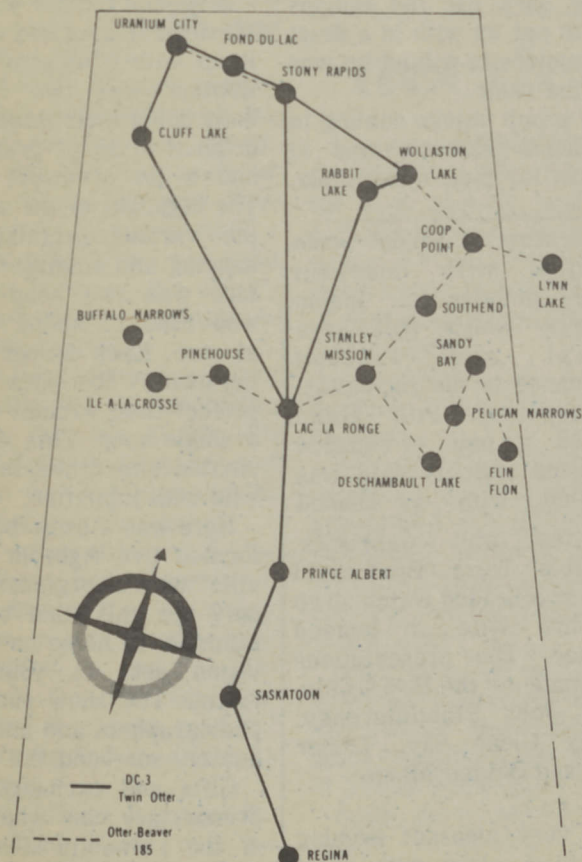 URANIUM CITY
FOND-DU-LAC
STONY RAPIDS
CLUFF LAKE
WOLLASTON
LAKE
RABBIT
LAKE
COOP
POINT
LYNN
LAKE
SOUTHEND
BUFFALO NARROWS
PINEHOUSE
STANLEY
MISSION
SANDY
BAY
ILE-A-LA-CROSSE
LAC LA RONGE
PELICAN NARROWS
DESCHAMBAULT LAKE
FLIN
FLON
PRINCE ALBERT
SASKATOON
DC-3
Twin Otter
Otter-Beaver
185
REGINA